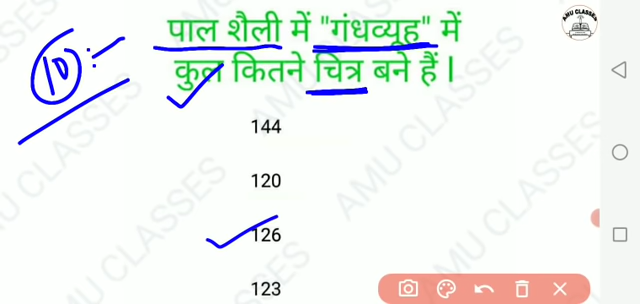 AMU CLASSES
पाल शैली में "गंधव्यूह" में
10:-
कुल कितने चित्र बने हैं।
144
120
126
123